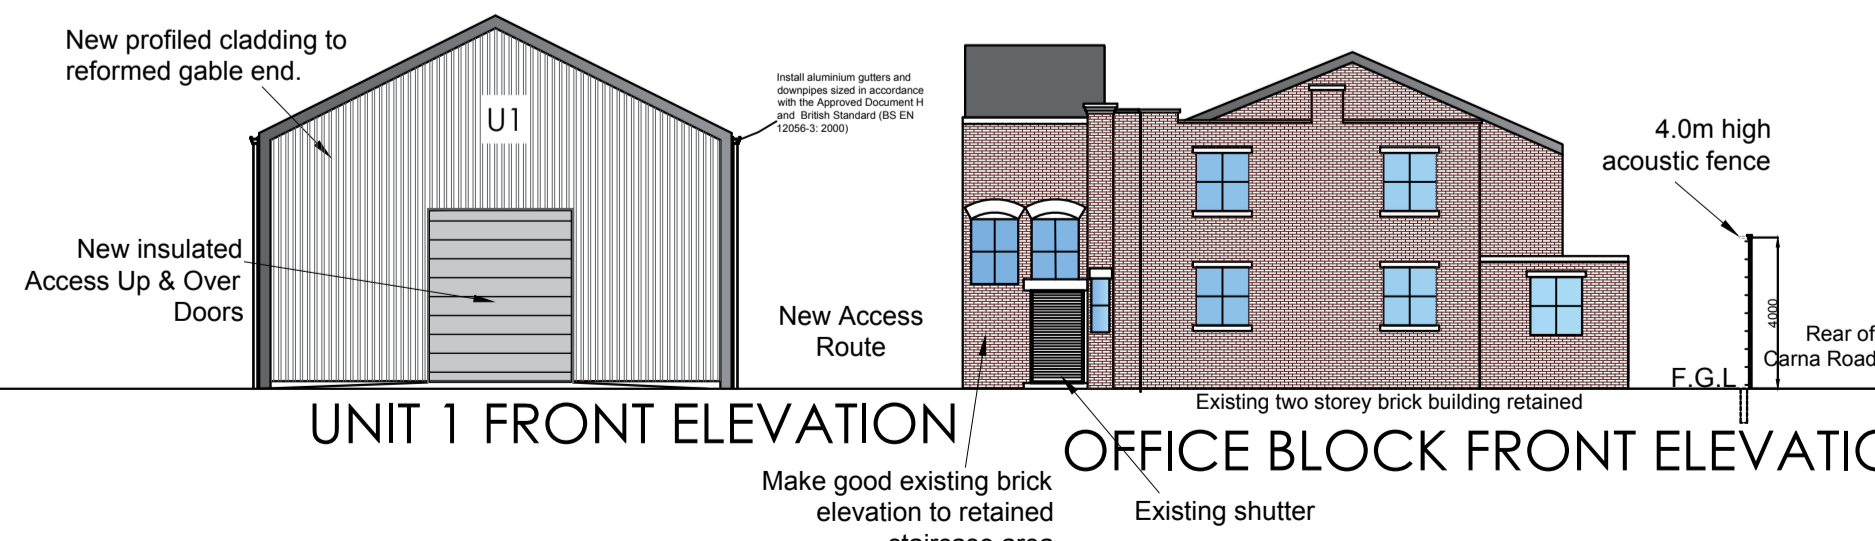 New profiled cladding to
reformed gable end.
U1
Install aluminium gutters and
downpipes sized in accordance
with the Approved Document H
and British Standard (BS EN
12056-3: 2000)
New insulated
Access Up & Over
Doors
New Access
Route
4.0m high
acoustic fence
4000
Rear of
Carna Road
F.G.L
Existing two storey brick building retained
UNIT 1 FRONT ELEVATION
OFFICE BLOCK FRONT ELEVATIO
Make good existing brick
elevation to retained
staircase area
Existing shutter